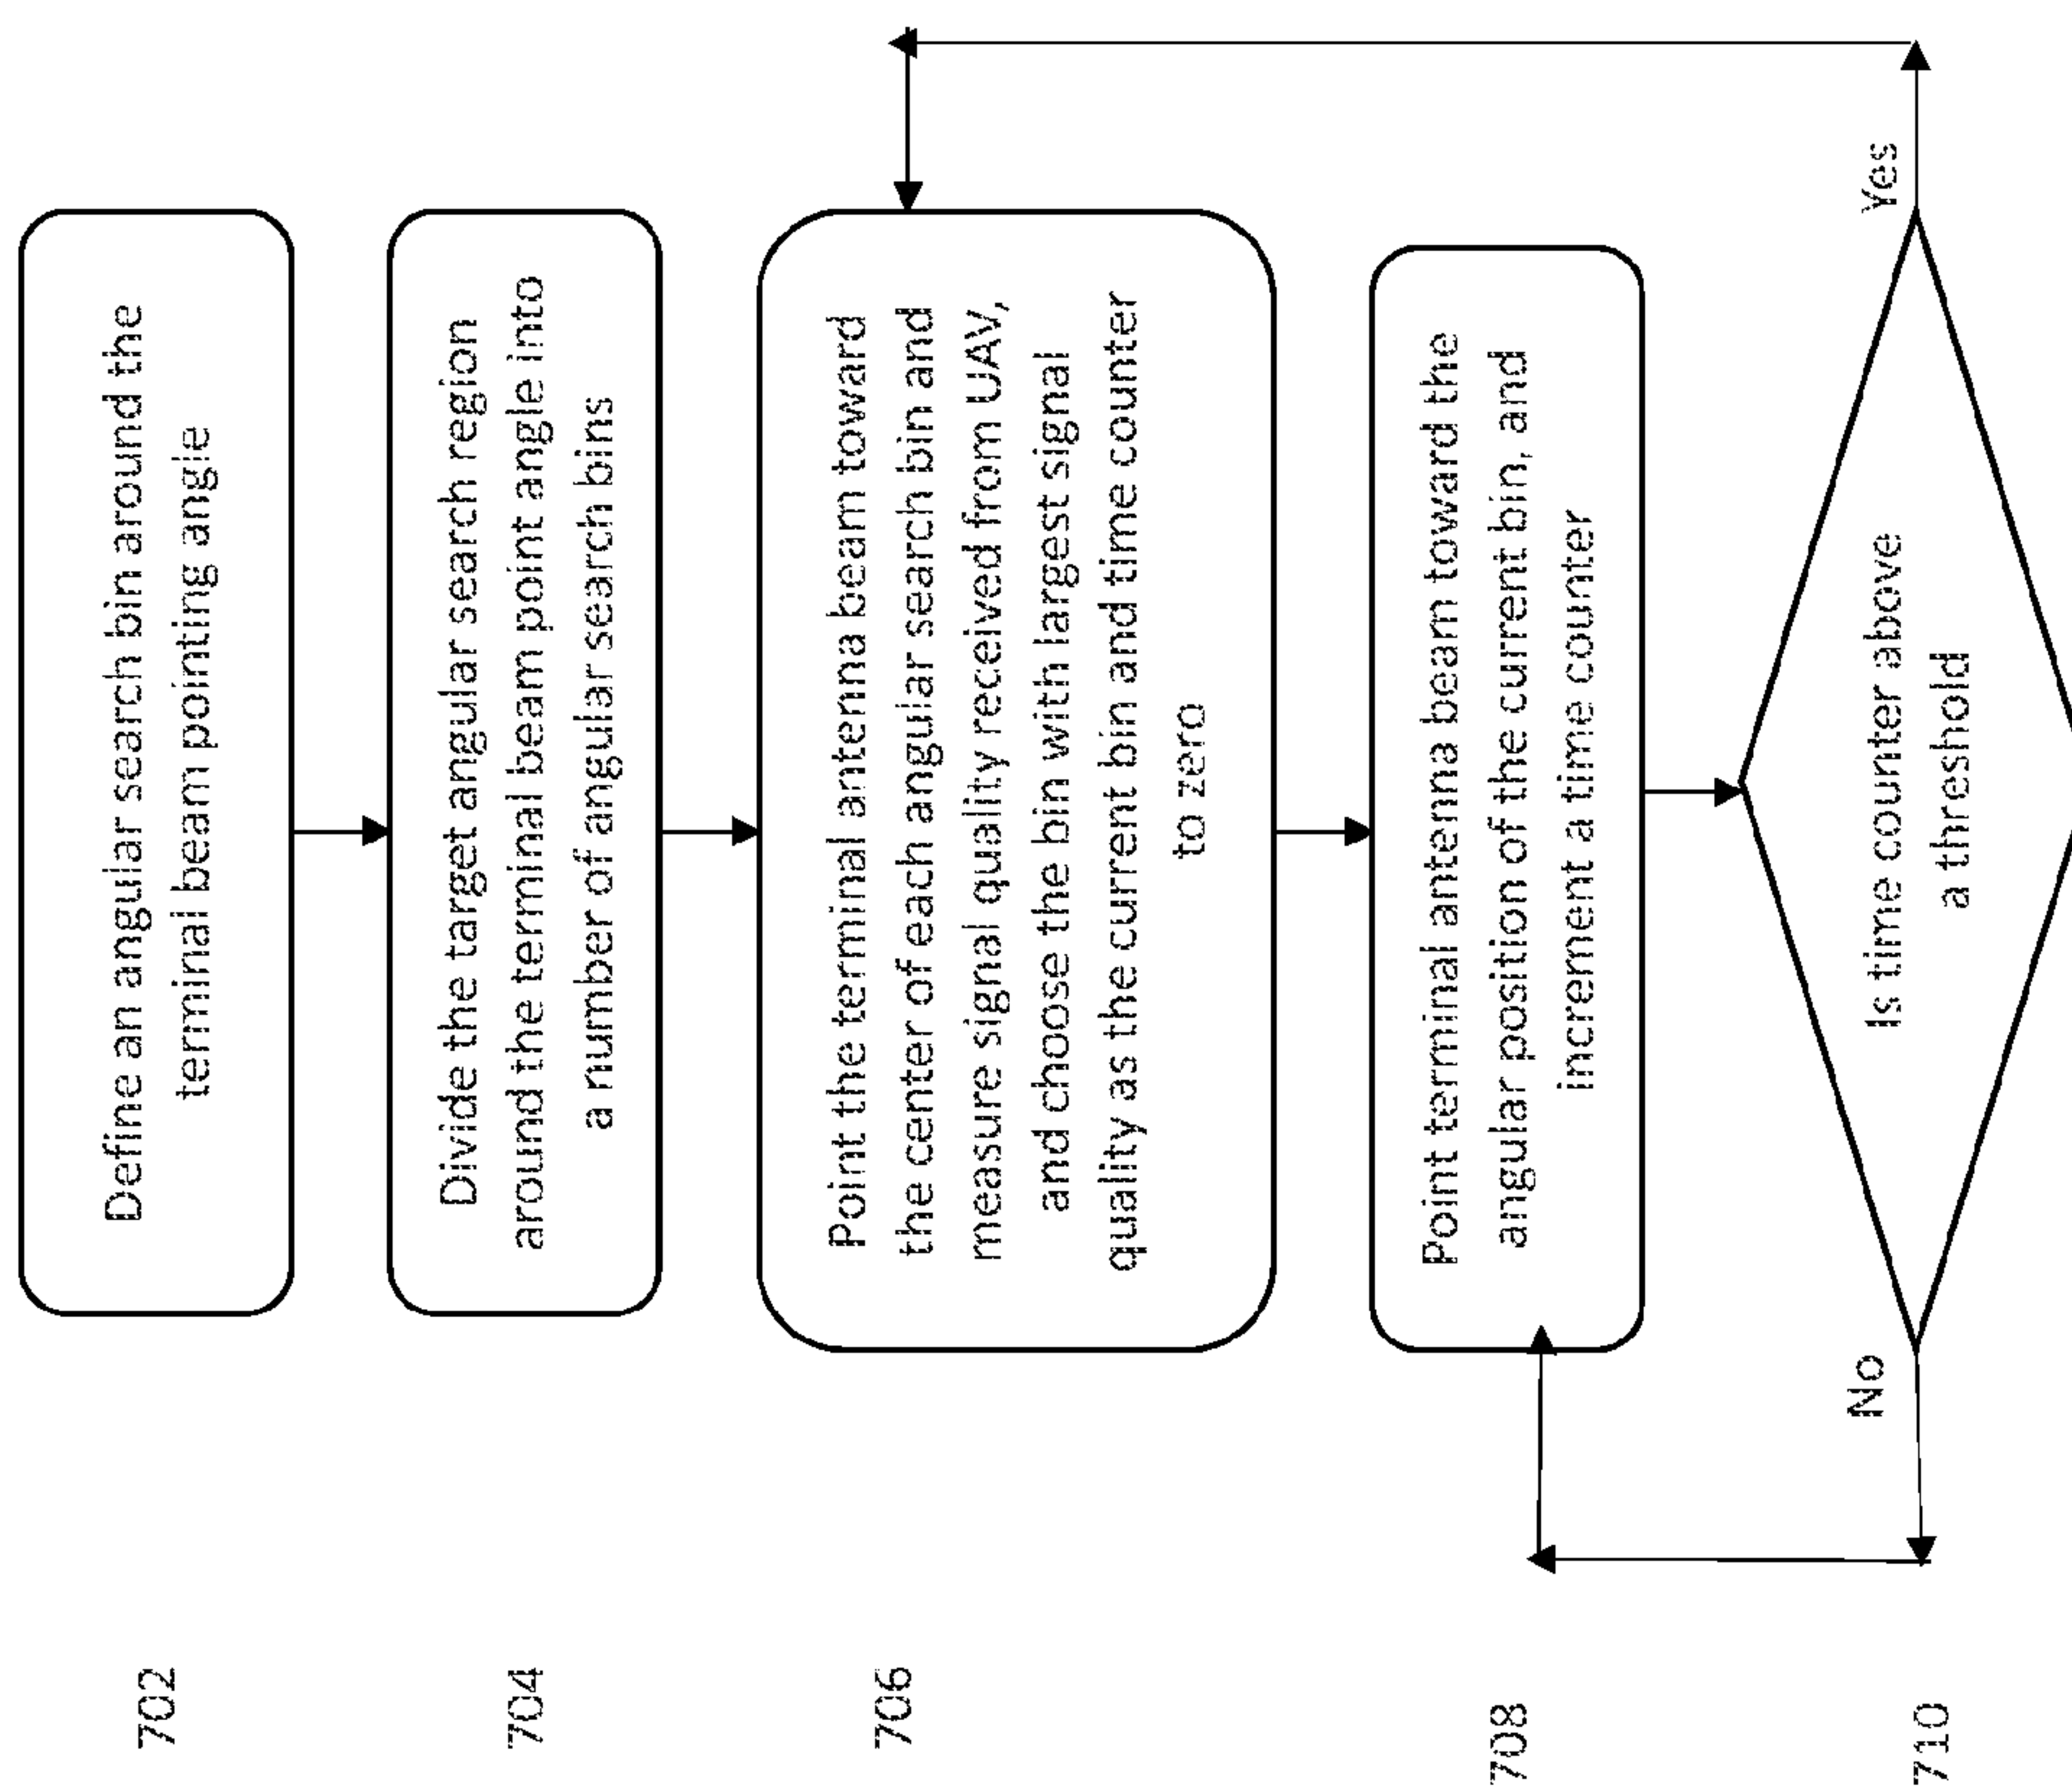 702
Define an angular search bin around the
terminal beam pointing angle
704
Divide the target angular search region
around the terminal beam point angle into
a number of angular search bins
706
Point the terminal antenna beam toward
the center of each angular search bin and
measure signal quality received from UAV,
and choose the bin with largest signal
quality as the current bin and time counter
to zero
708
Point terminal antenna beam toward the
angular position of the current bin, and
increment a time counter
710
No
Is time counter above
a threshold
Yes